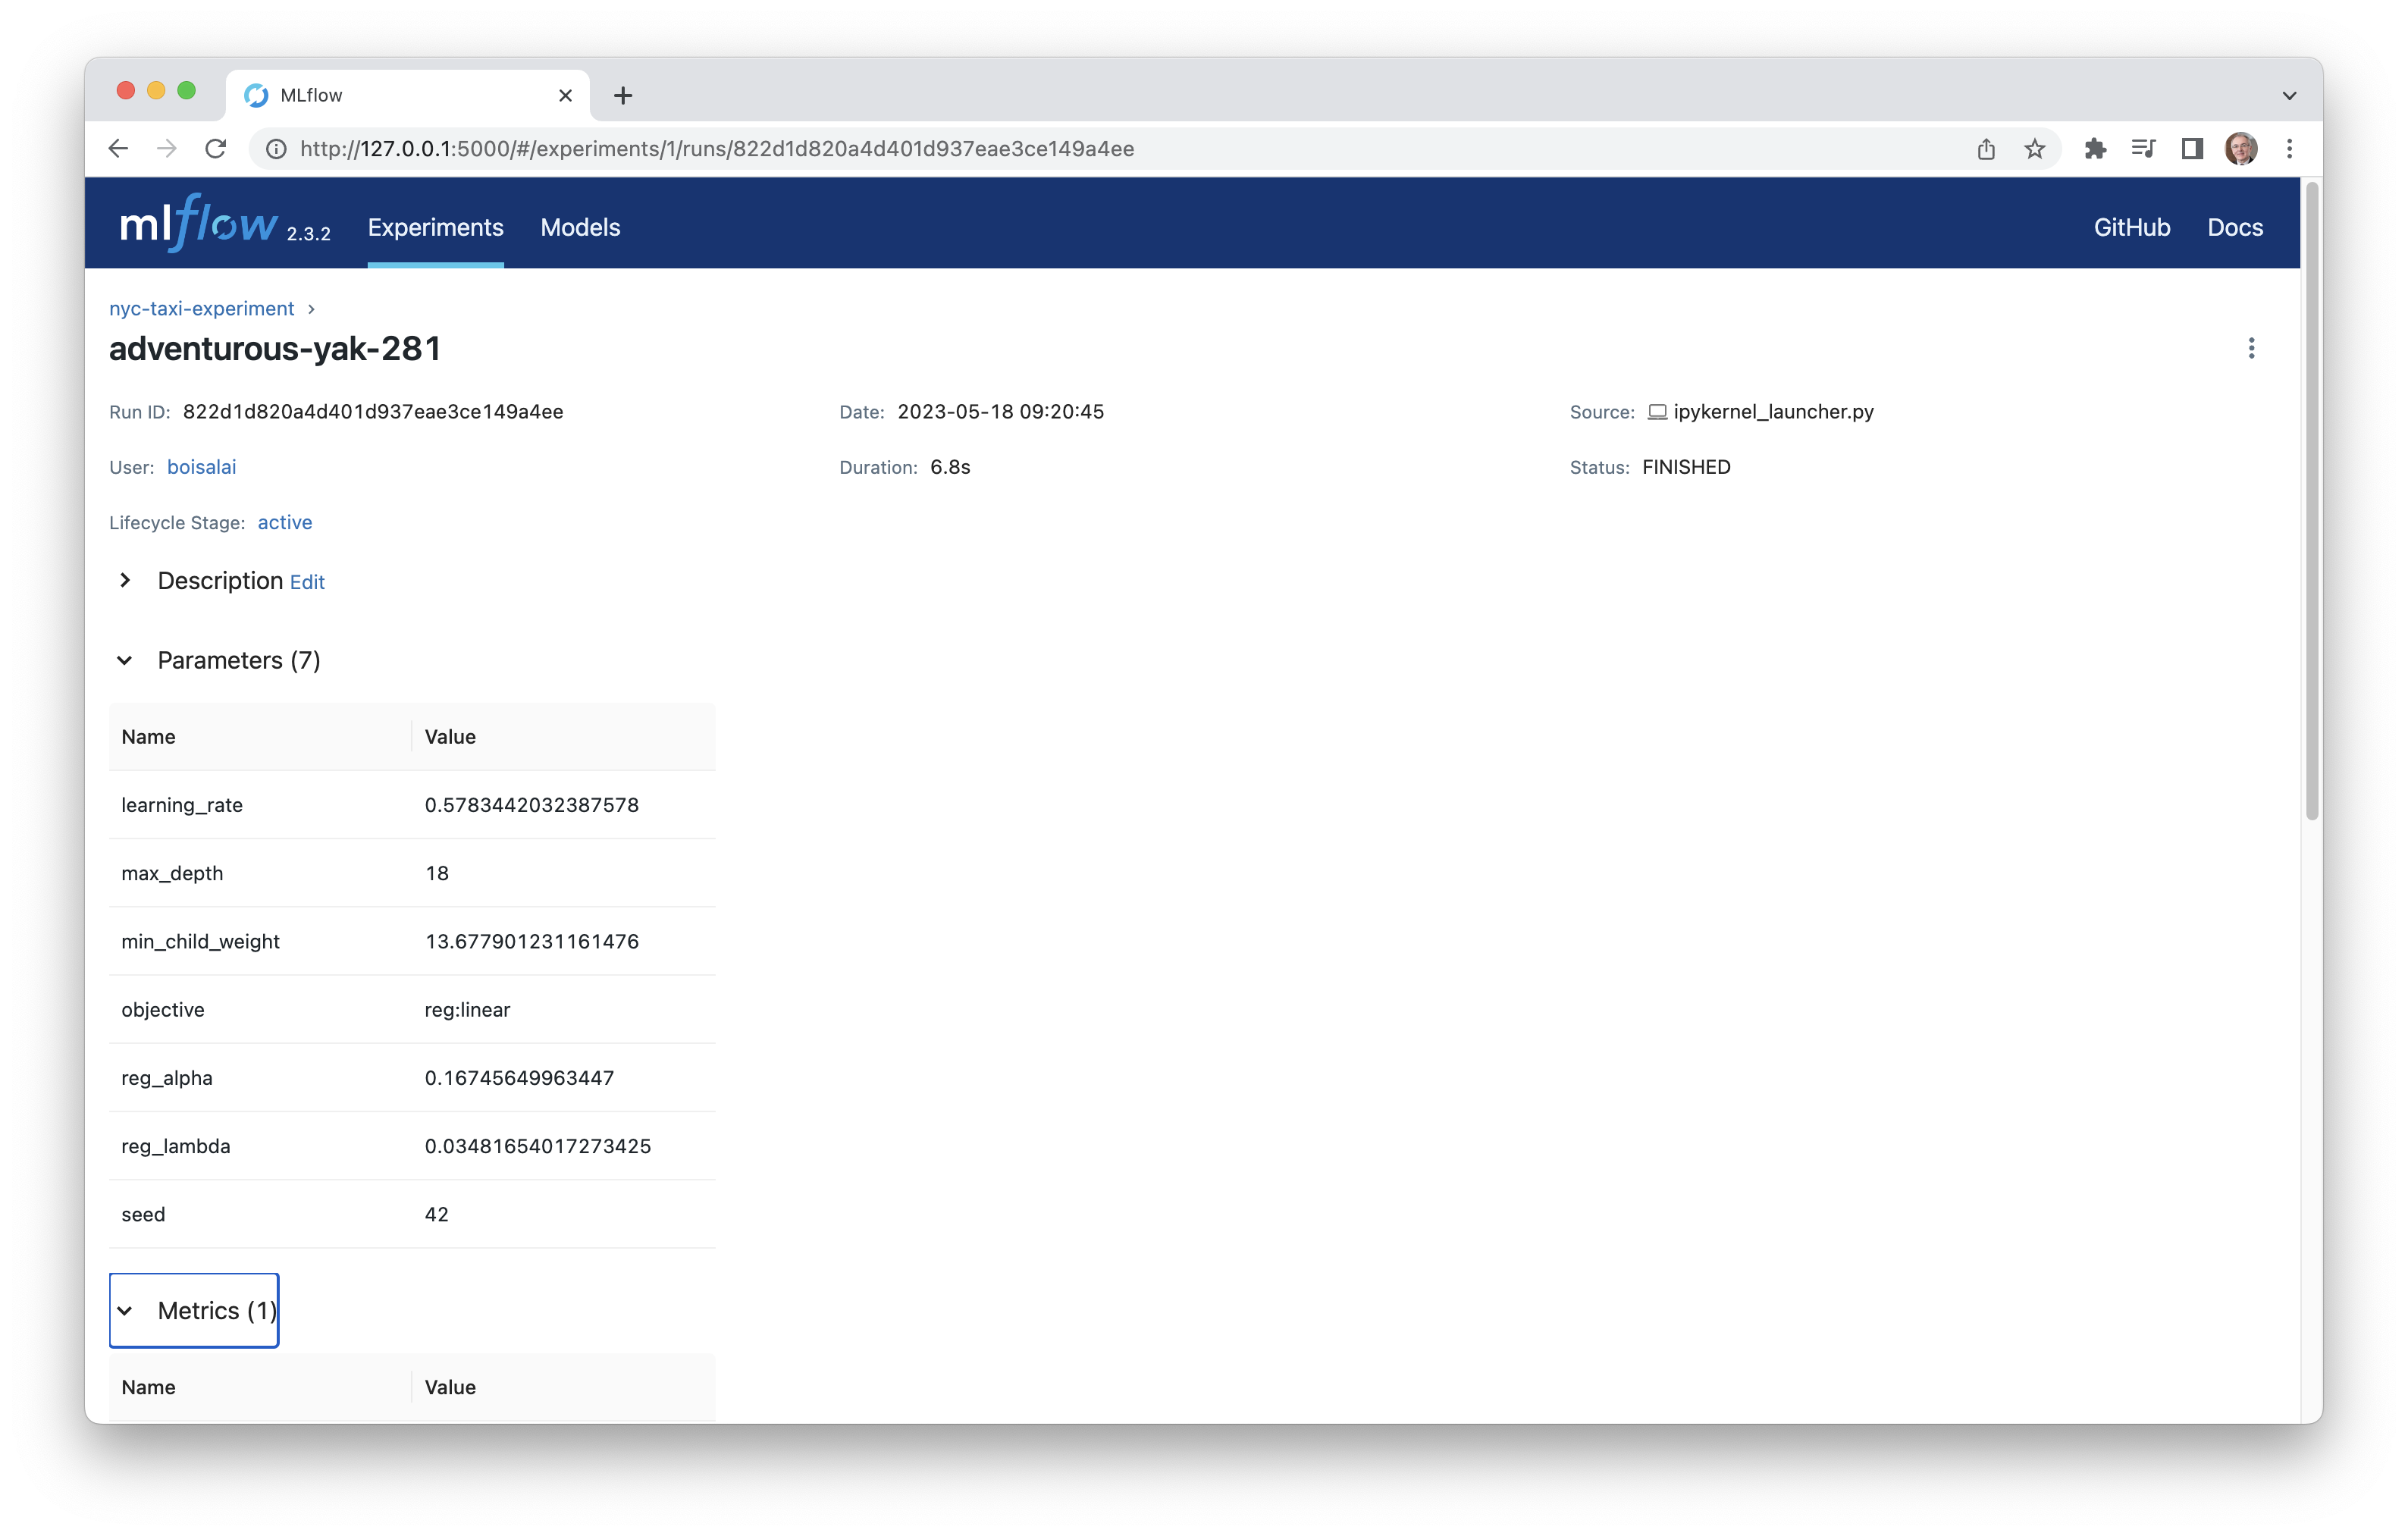 MLflow
http://127.0.0.1:5000/#/experiments/1/runs/822d1d820a4d401d937eae3ce149a4ee
mlflow 2.3.2 Experiments Models GitHub Docs
nyc-taxi-experiment
adventurous-yak-281
Run ID: 822d1d820a4d401d937eae3ce149a4ee Date: 2023-05-18 09:20:45 Source: ipykernel_launcher.py
User: boisalai Duration: 6.8s Status: FINISHED
Lifecycle Stage: active
Description Edit
Parameters (7)
Name Value
learning_rate 0.5783442032387578
max_depth 18
min_child_weight 13.677901231161476
objective reg:linear
reg_alpha 0.16745649963447
reg_lambda 0.03481654017273425
seed 42
Metrics (1)
Name Value